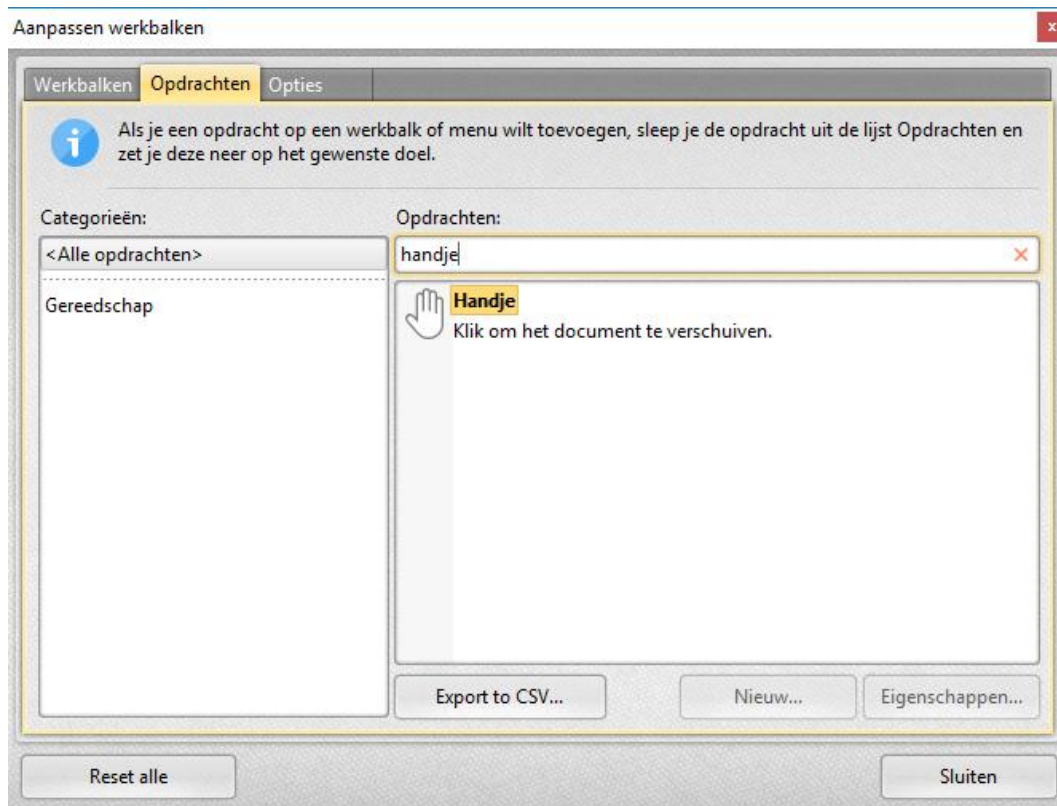 Aanpassen werkbalken
x
Werkbalken Opdrachten Opties
i
Als je een opdracht op een werkbalk of menu wilt toevoegen, sleep je de opdracht uit de lijst Opdrachten en
zet je deze neer op het gewenste doel.
Categorieën:
Opdrachten:
<Alle opdrachten>
handje
Gereedschap
Handje
Klik om het document te verschuiven.
Export to CSV...
Nieuw...
Eigenschappen...
Reset alle
Sluiten